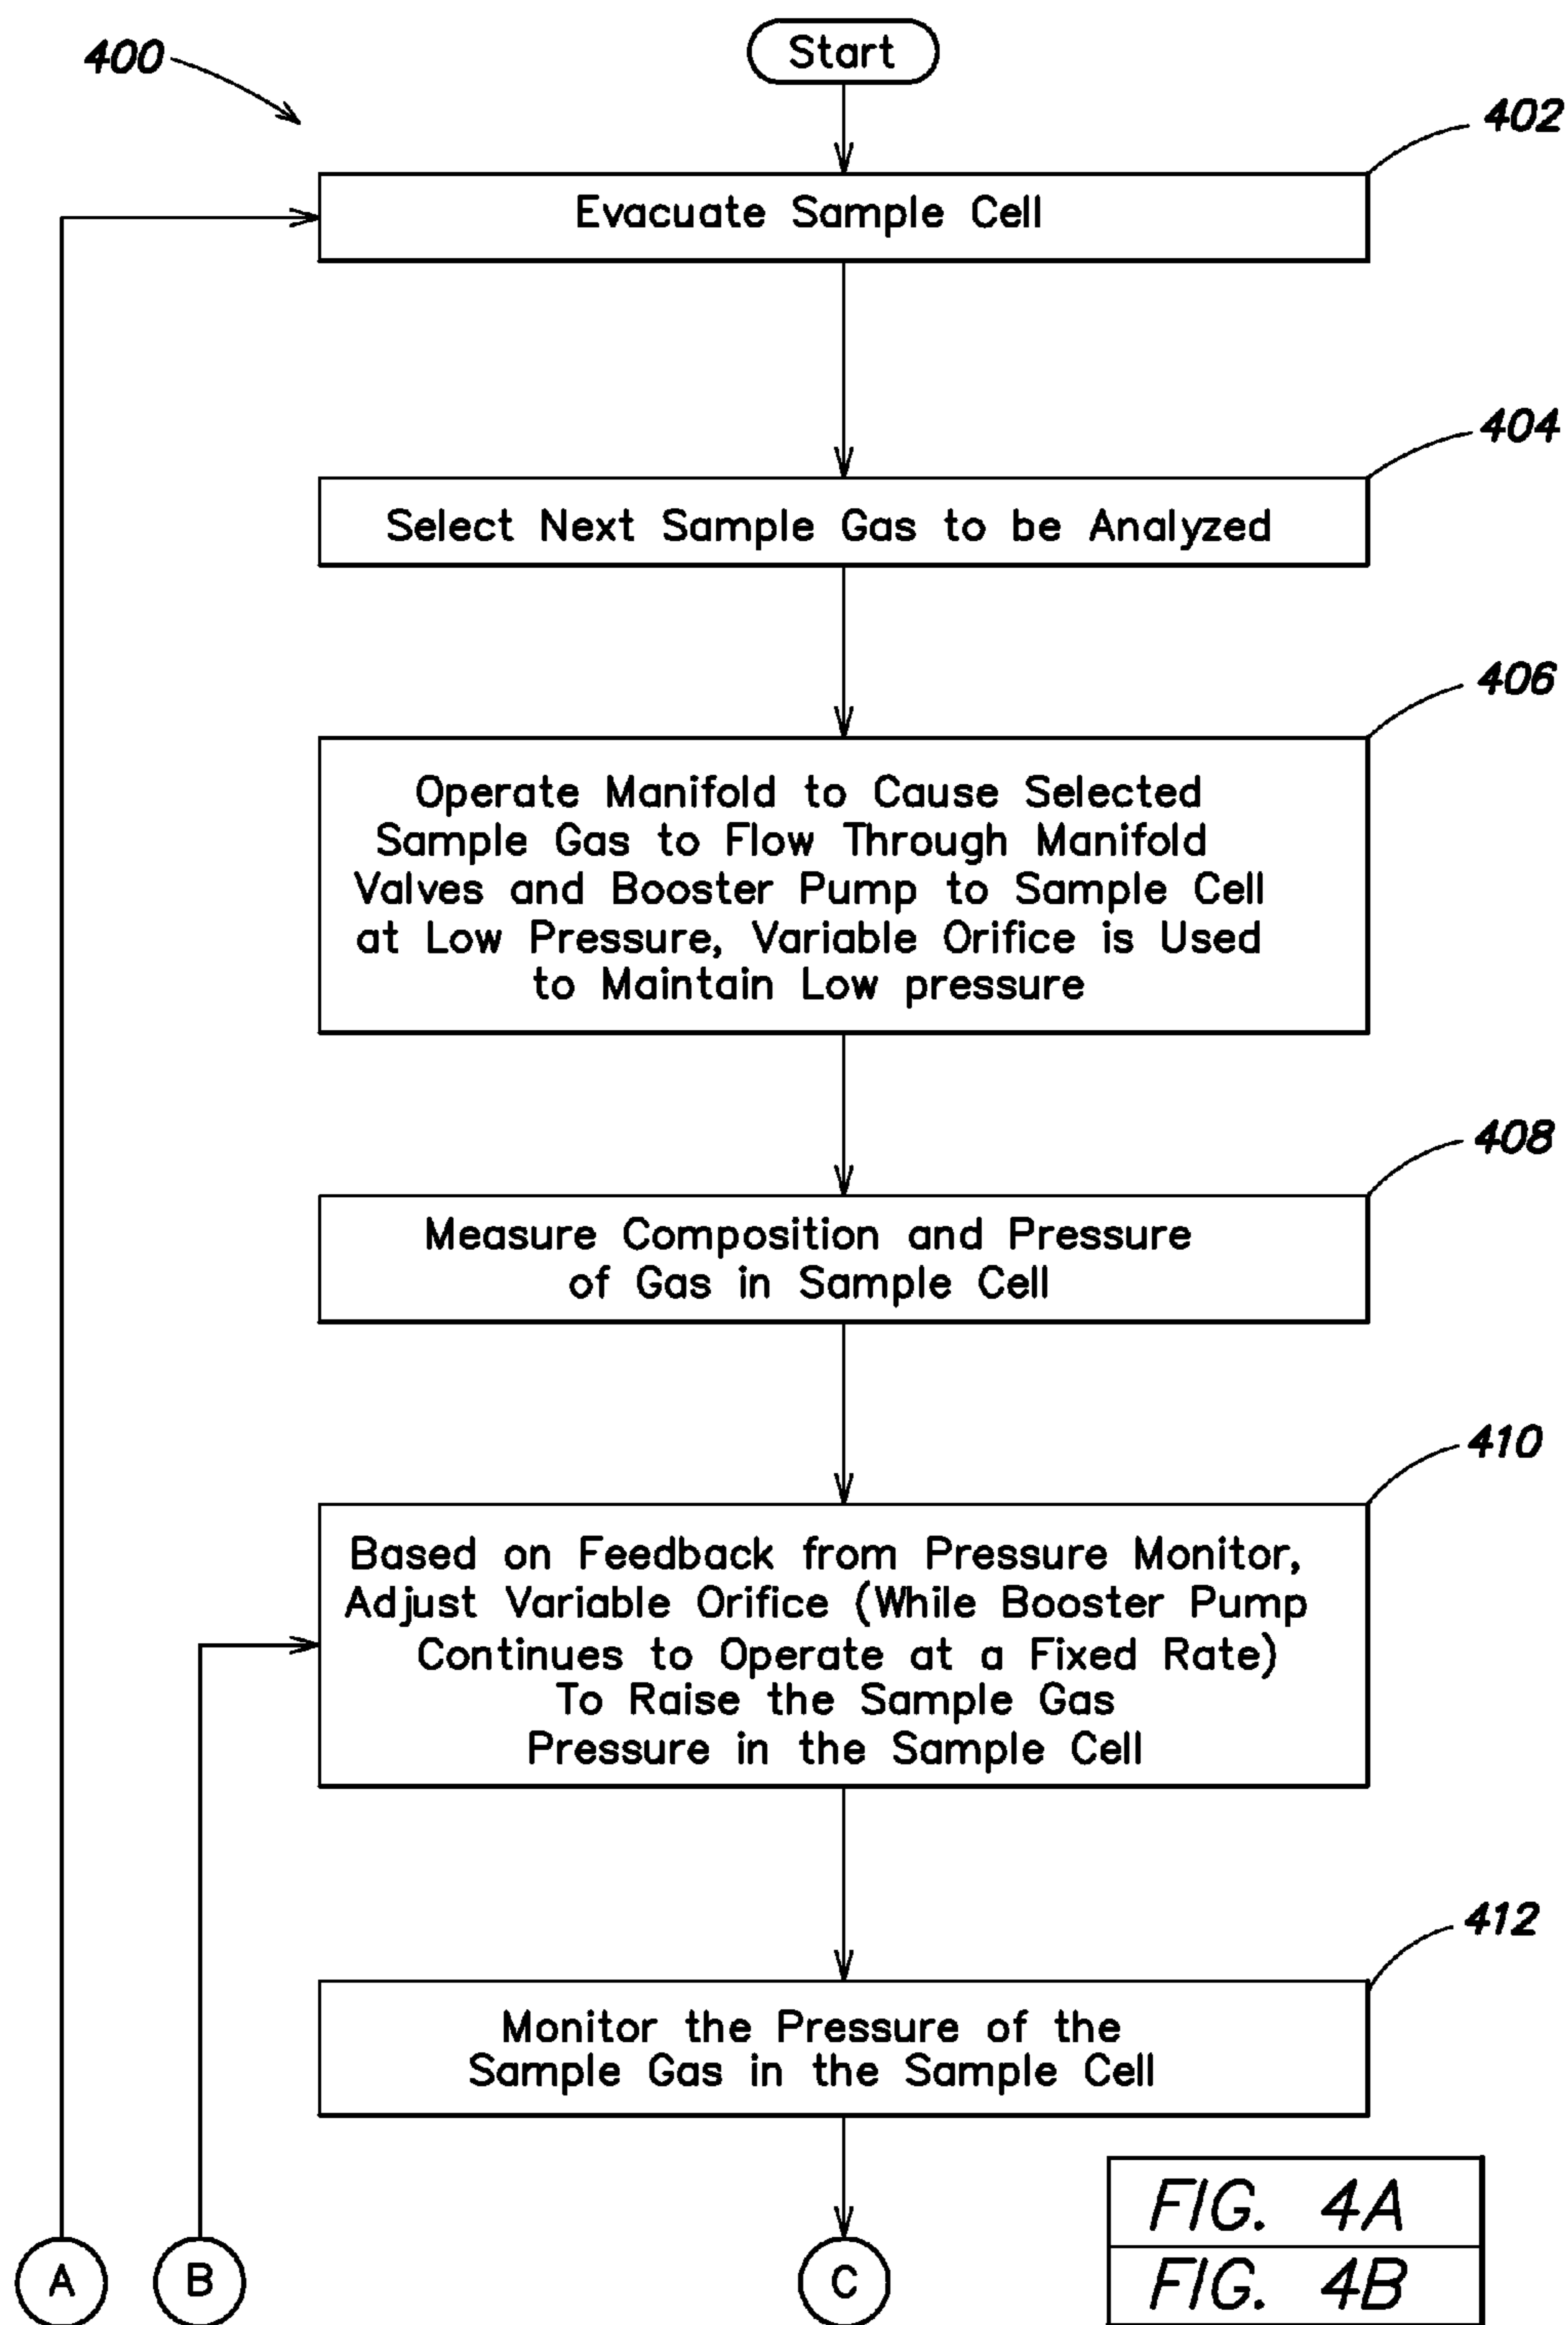 400
Start
402
Evacuate Sample Cell
404
Select Next Sample Gas to be Analyzed
406
Operate Manifold to Cause Selected
Sample Gas to Flow Through Manifold
Valves and Booster Pump to Sample Cell
at Low Pressure, Variable Orifice is Used
to Maintain Low pressure
408
Measure Composition and Pressure
of Gas in Sample Cell
410
Based on Feedback from Pressure Monitor,
Adjust Variable Orifice (While Booster Pump
Continues to Operate at a Fixed Rate)
To Raise the Sample Gas
Pressure in the Sample Cell
412
Monitor the Pressure of the
Sample Gas in the Sample Cell
A
B
C
FIG. 4A
FIG. 4B